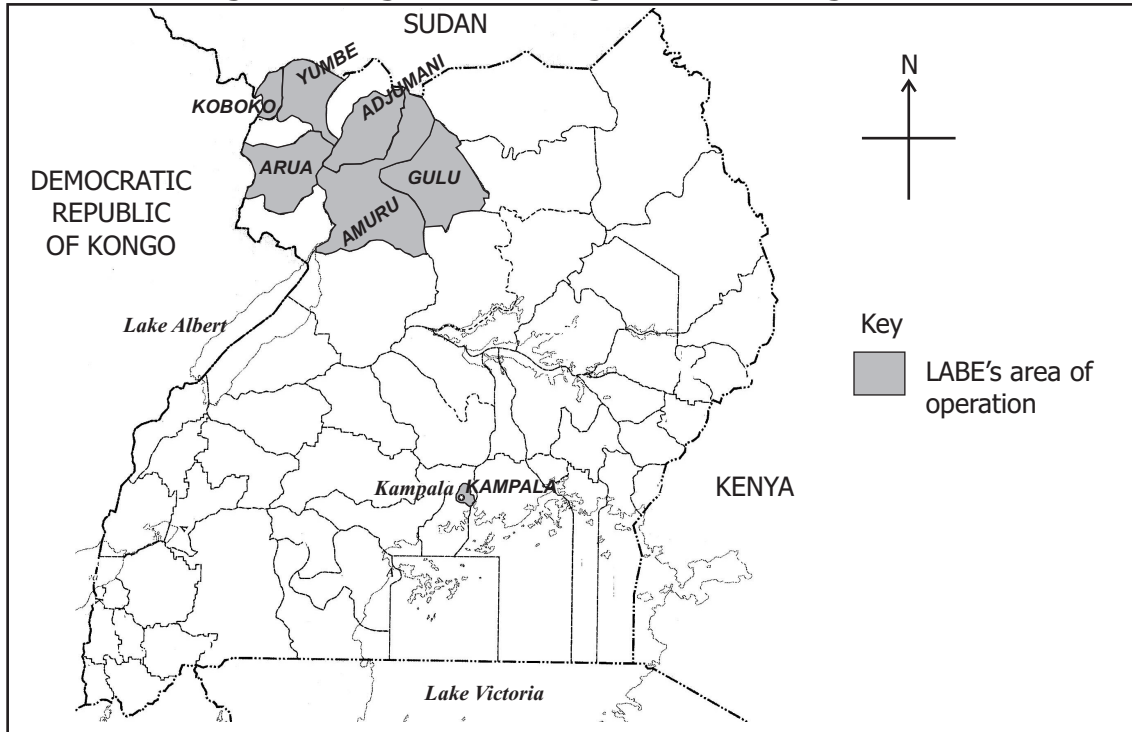 SUDAN
YUMBE
ADJUMANI
KOBOKO
N
ARUA
GULU
DEMOCRATIC
REPUBLIC
OF KONGO
AMURU
Lake Albert
Key
LABE's area of
operation
Kampala
KAMPALA
KENYA
Lake Victoria